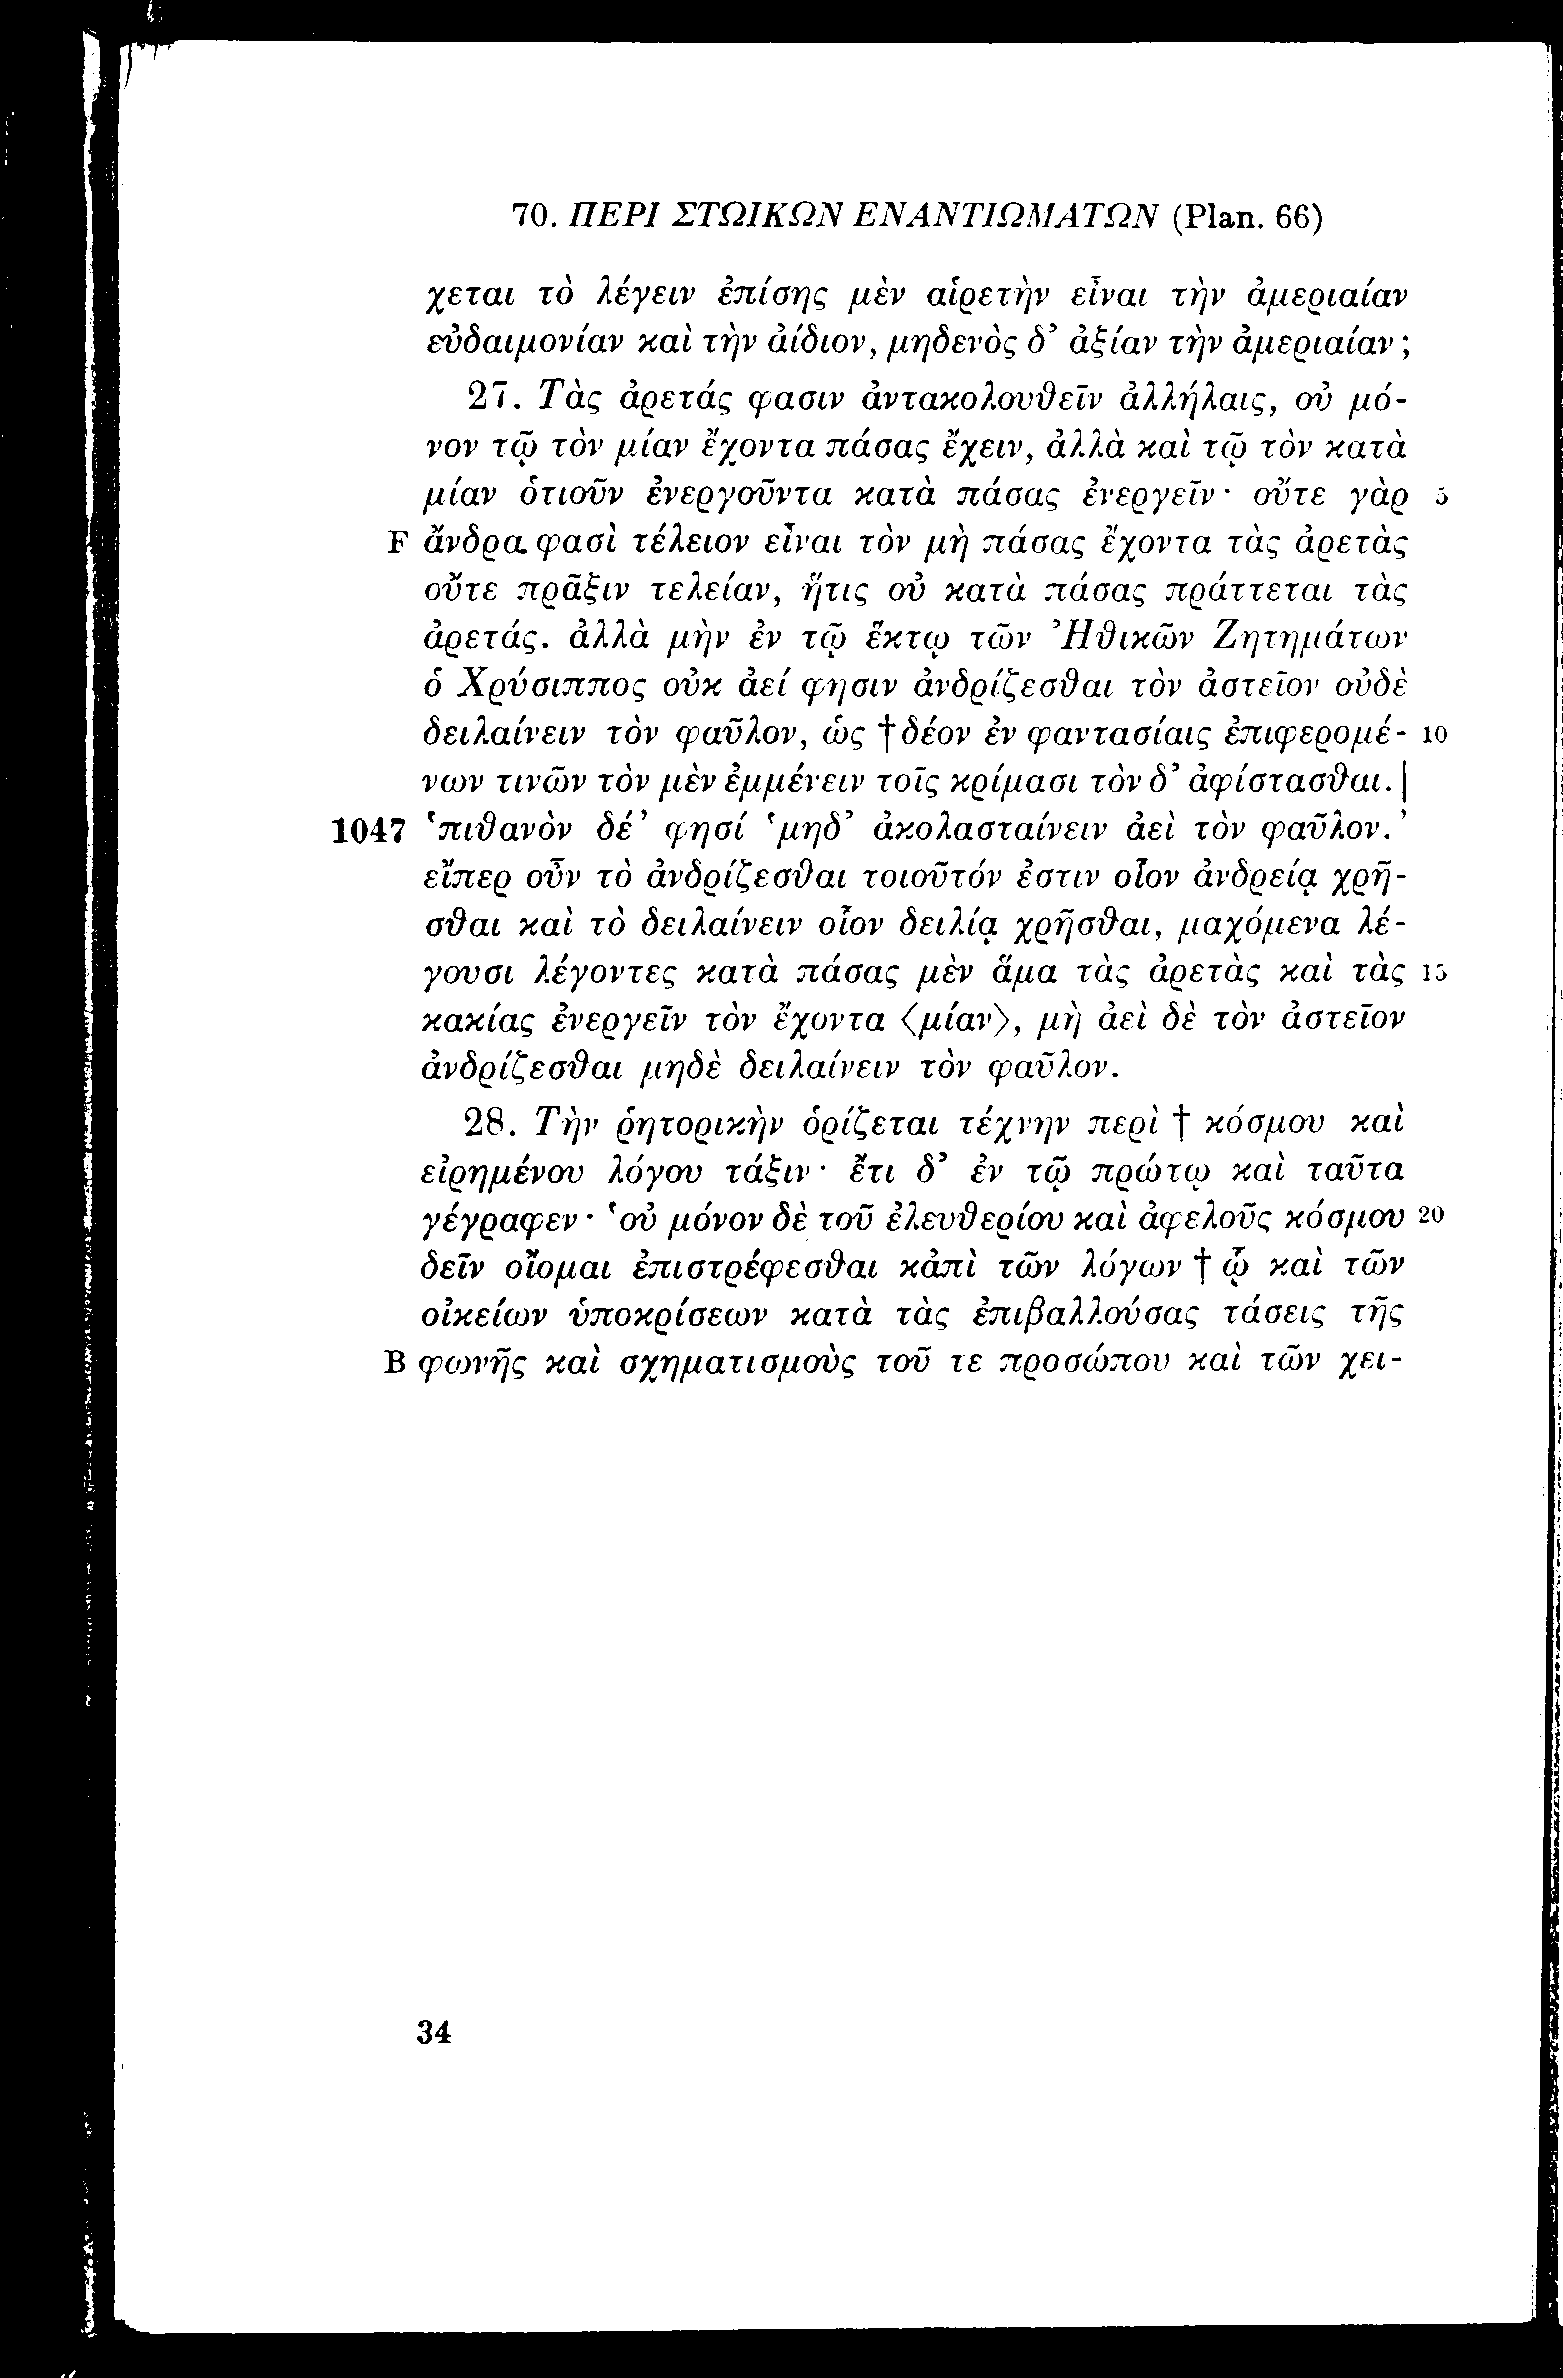 70. ΠΕΡΙ ΣΤΩΙΚΩΝ ΕΝΑΝΤΙΩΜΑΤΩΝ (Plan. 66)
χεται τὸ λέγειν ἐπίσης μὲν αἱρετὴν εἶναι τὴν ἀμεριαίαν
εὐδαιμονίαν καὶ τὴν ἀίδιον, μηδενὸς δ’ ἀξίαν τὴν ἀμεριαίαν;
27. Τὰς ἀρετάς φασιν ἀντακολουθεῖν ἀλλήλαις, οὐ μό-
νον τῷ τὸν μίαν ἔχοντα πάσας ἔχειν, ἀλλὰ καὶ τῷ τὸν κατὰ
μίαν ὁτιοῦν ἐνεργοῦντα κατὰ πάσας ἐνεργεῖν· οὔτε γὰρ 5
F ἄνδρα φασὶ τέλειον εἶναι τὸν μὴ πάσας ἔχοντα τὰς ἀρετὰς
οὔτε πρᾶξιν τελείαν, ἥτις οὐ κατὰ πάσας πράττεται τὰς
ἀρετάς. ἀλλὰ μὴν ἐν τῷ ἕκτῳ τῶν Ἠθικῶν Ζητημάτων
ὁ Χρύσιππος οὐκ ἀεί φησιν ἀνδρίζεσθαι τὸν ἀστεῖον οὐδὲ
δειλαίνειν τὸν φαῦλον, ὡς †δέον ἐν φαντασίαις ἐπιφερομέ- 10
νων τινῶν τὸν μὲν ἐμμένειν τοῖς κρίμασι τὸν δ’ ἀφίστασθαι. |
1047 ‘πιθανὸν δέ’ φησί ‘μηδ’ ἀκολασταίνειν ἀεὶ τὸν φαῦλον.’
εἴπερ οὖν τὸ ἀνδρίζεσθαι τοιοῦτόν ἐστιν οἷον ἀνδρείᾳ χρῆ-
σθαι καὶ τὸ δειλαίνειν οἷον δειλίᾳ χρῆσθαι, μαχόμενα λέ-
γουσι λέγοντες κατὰ πάσας μὲν ἅμα τὰς ἀρετὰς καὶ τὰς 15
κακίας ἐνεργεῖν τὸν ἔχοντα ⟨μίαν⟩, μὴ ἀεὶ δὲ τὸν ἀστεῖον
ἀνδρίζεσθαι μηδὲ δειλαίνειν τὸν φαῦλον.
28. Τὴν ῥητορικὴν ὁρίζεται τέχνην περὶ † κόσμου καὶ
εἰρημένου λόγου τάξιν· ἔτι δ’ ἐν τῷ πρώτῳ καὶ ταῦτα
γέγραφεν· ‘οὐ μόνον δὲ τοῦ ἐλευθερίου καὶ ἀφελοῦς κόσμου 20
δεῖν οἴομαι ἐπιστρέφεσθαι κἀπὶ τῶν λόγων † ᾧ καὶ τῶν
οἰκείων ὑποκρίσεων κατὰ τὰς ἐπιβαλλούσας τάσεις τῆς
B φωνῆς καὶ σχηματισμοὺς τοῦ τε προσώπου καὶ τῶν χει-
34